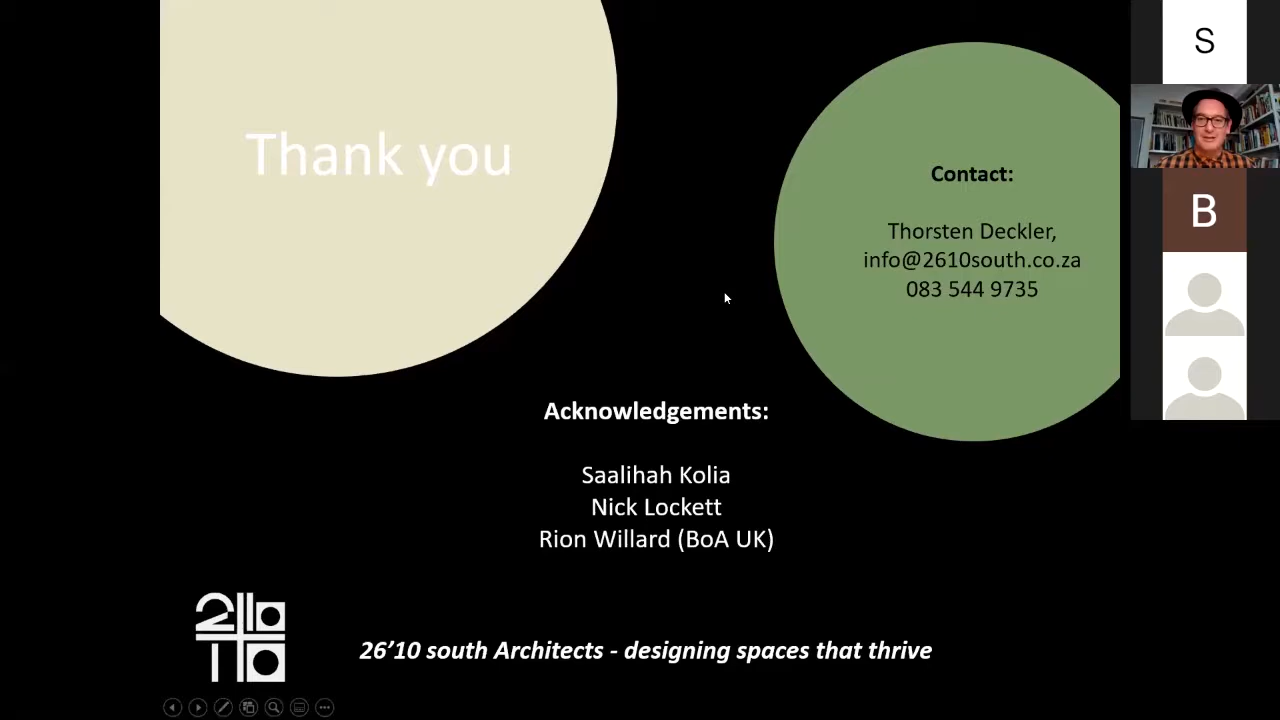 Thank you
Contact:
Thorsten Deckler,
info@2610south.co.za
083 544 9735
Acknowledgements:
Saalihah Kolia
Nick Lockett
Rion Willard (BoA UK)
2610
26’10 south Architects - designing spaces that thrive
S
B